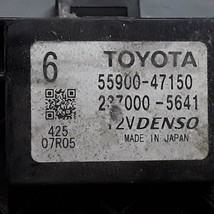 6 TOYOTA
55900-47150
237000-5641
425 12V DENSO
07R05 MADE IN JAPAN